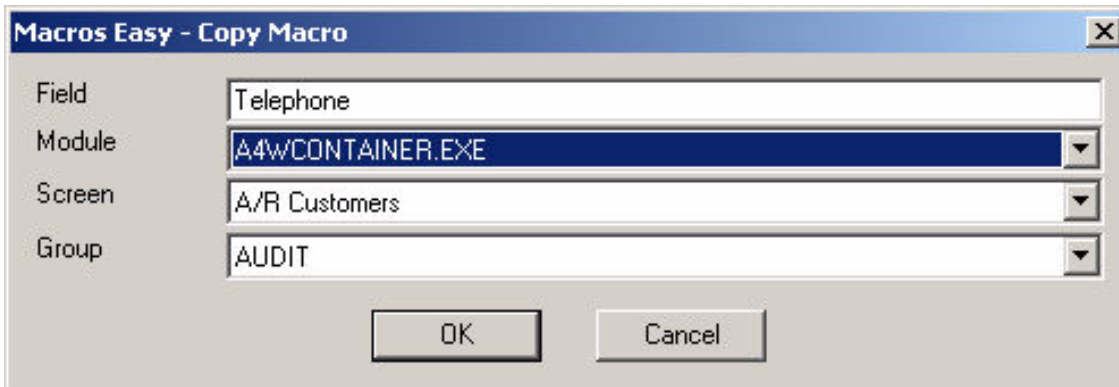 Macros Easy - Copy Macro
Field Telephone
Module A4WCONTAINER.EXE
Screen A/R Customers
Group AUDIT
OK Cancel